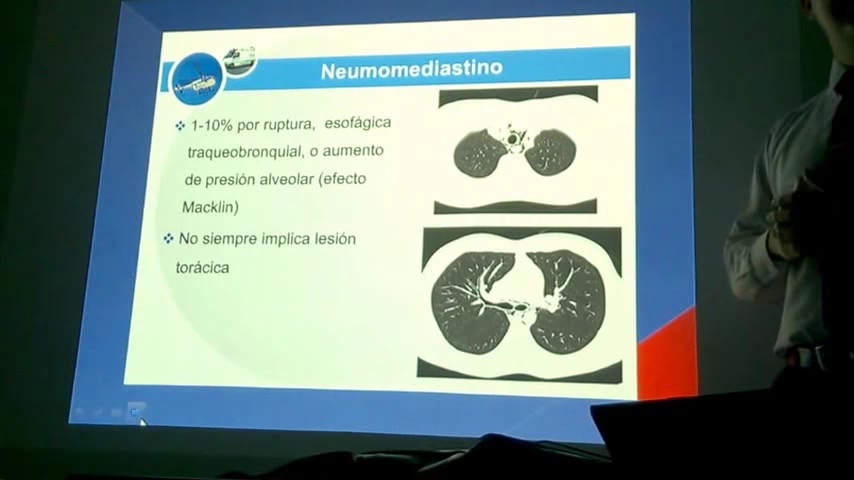 Neumomediastino
1-10% por ruptura, esofágica
traqueobronquial, o aumento
de presión alveolar (efecto
Macklin)
No siempre implica lesión
torácica